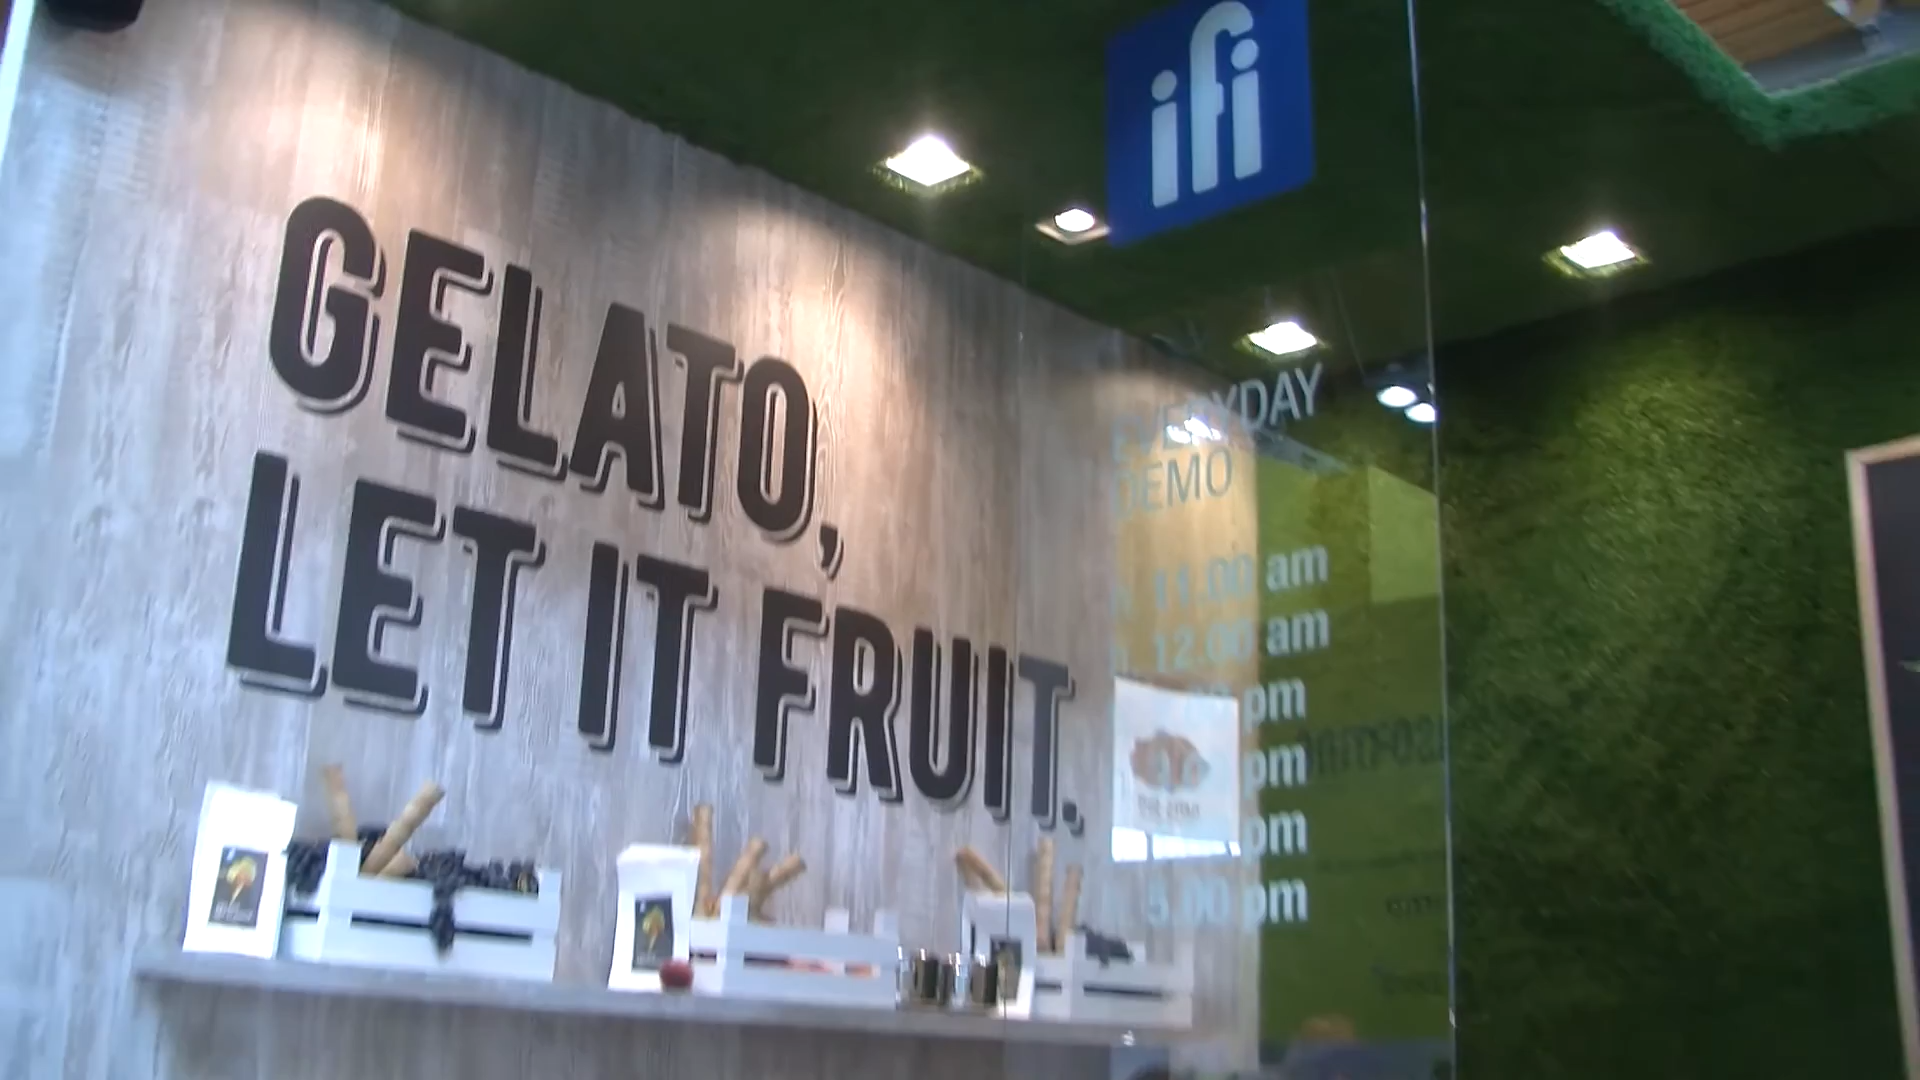 ifi
GELATO,
LET IT FRUIT.
EVERYDAY
DEMO
11.00 am
12.00 am
pm
pm
pm
5.00 pm